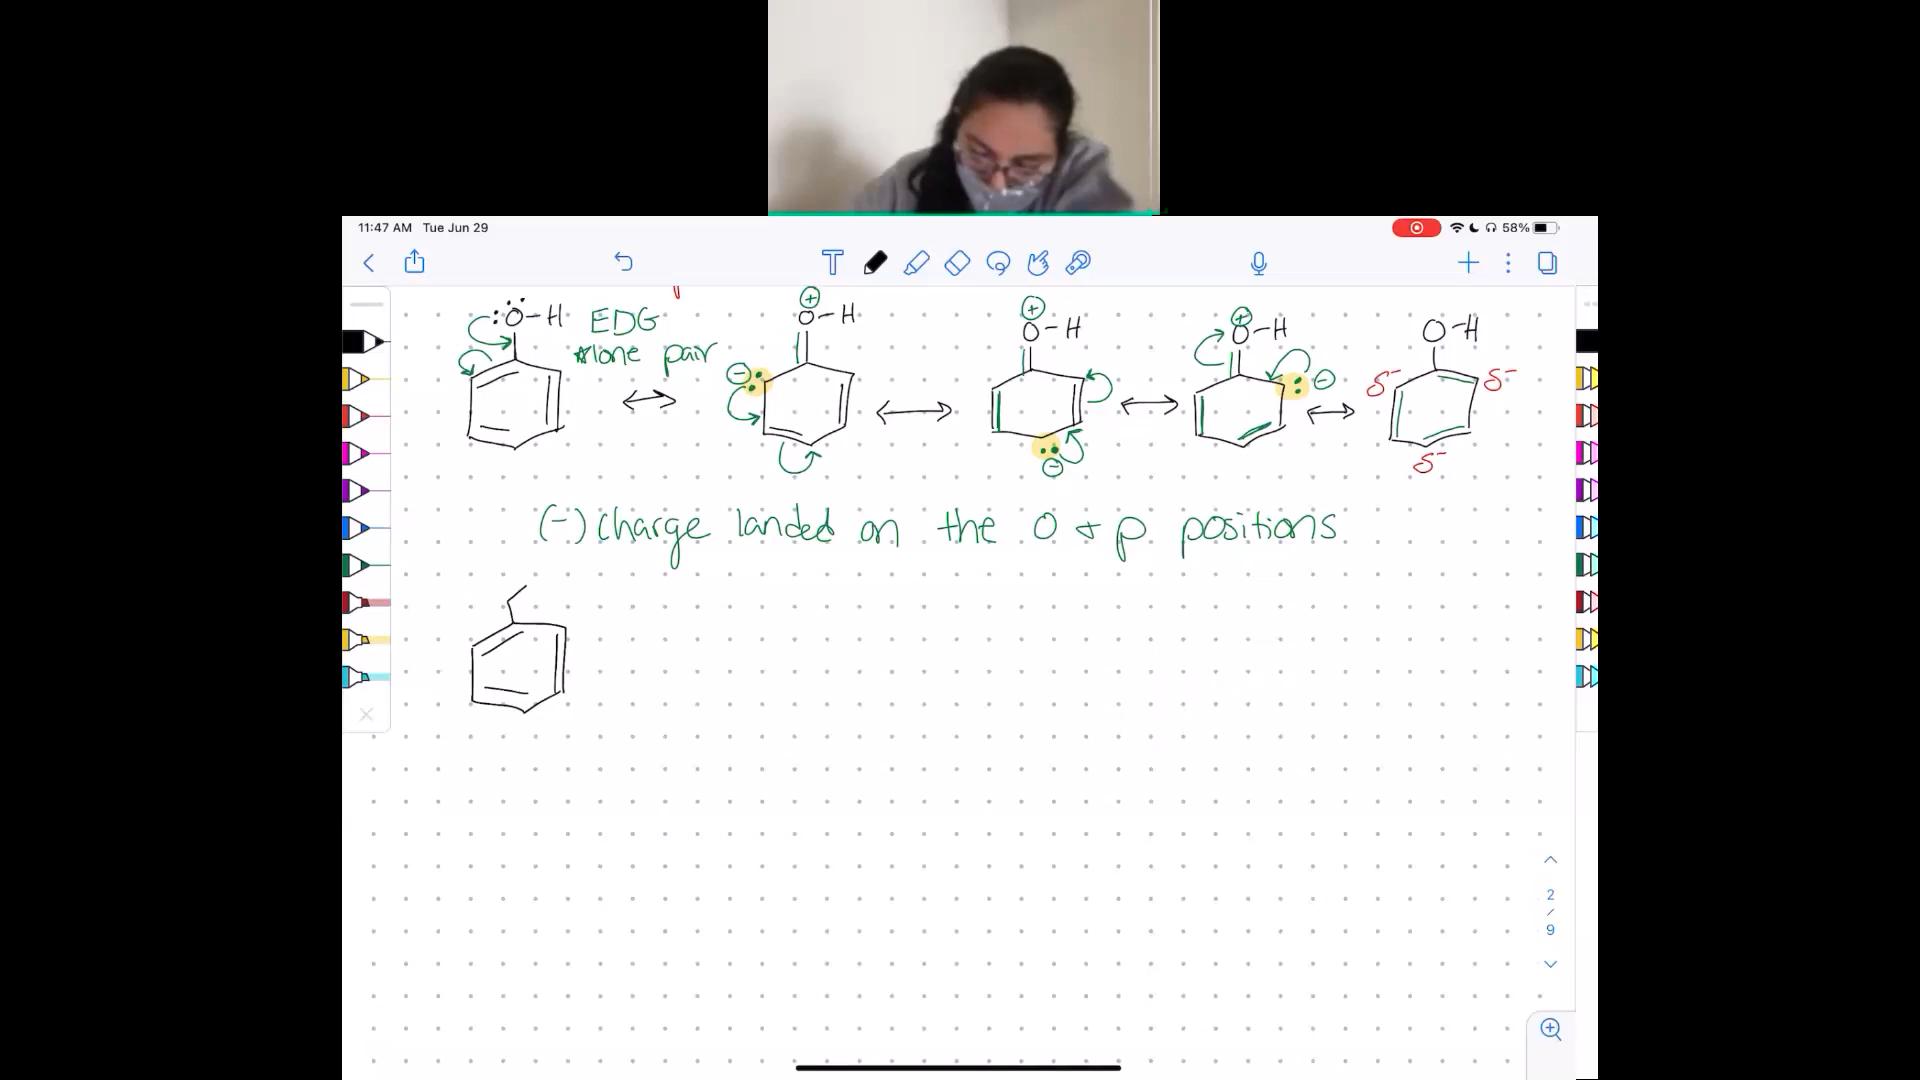 11:47 AM Tue Jun 29
58%
T
:Ö-H EDG
*lone pair
⊕
O-H
⊖
⊕
O-H
⊖
⊕
O-H
⊖
O-H
δ⁻ δ⁻
δ⁻
(-) charge landed on the O & p positions
2
/
9